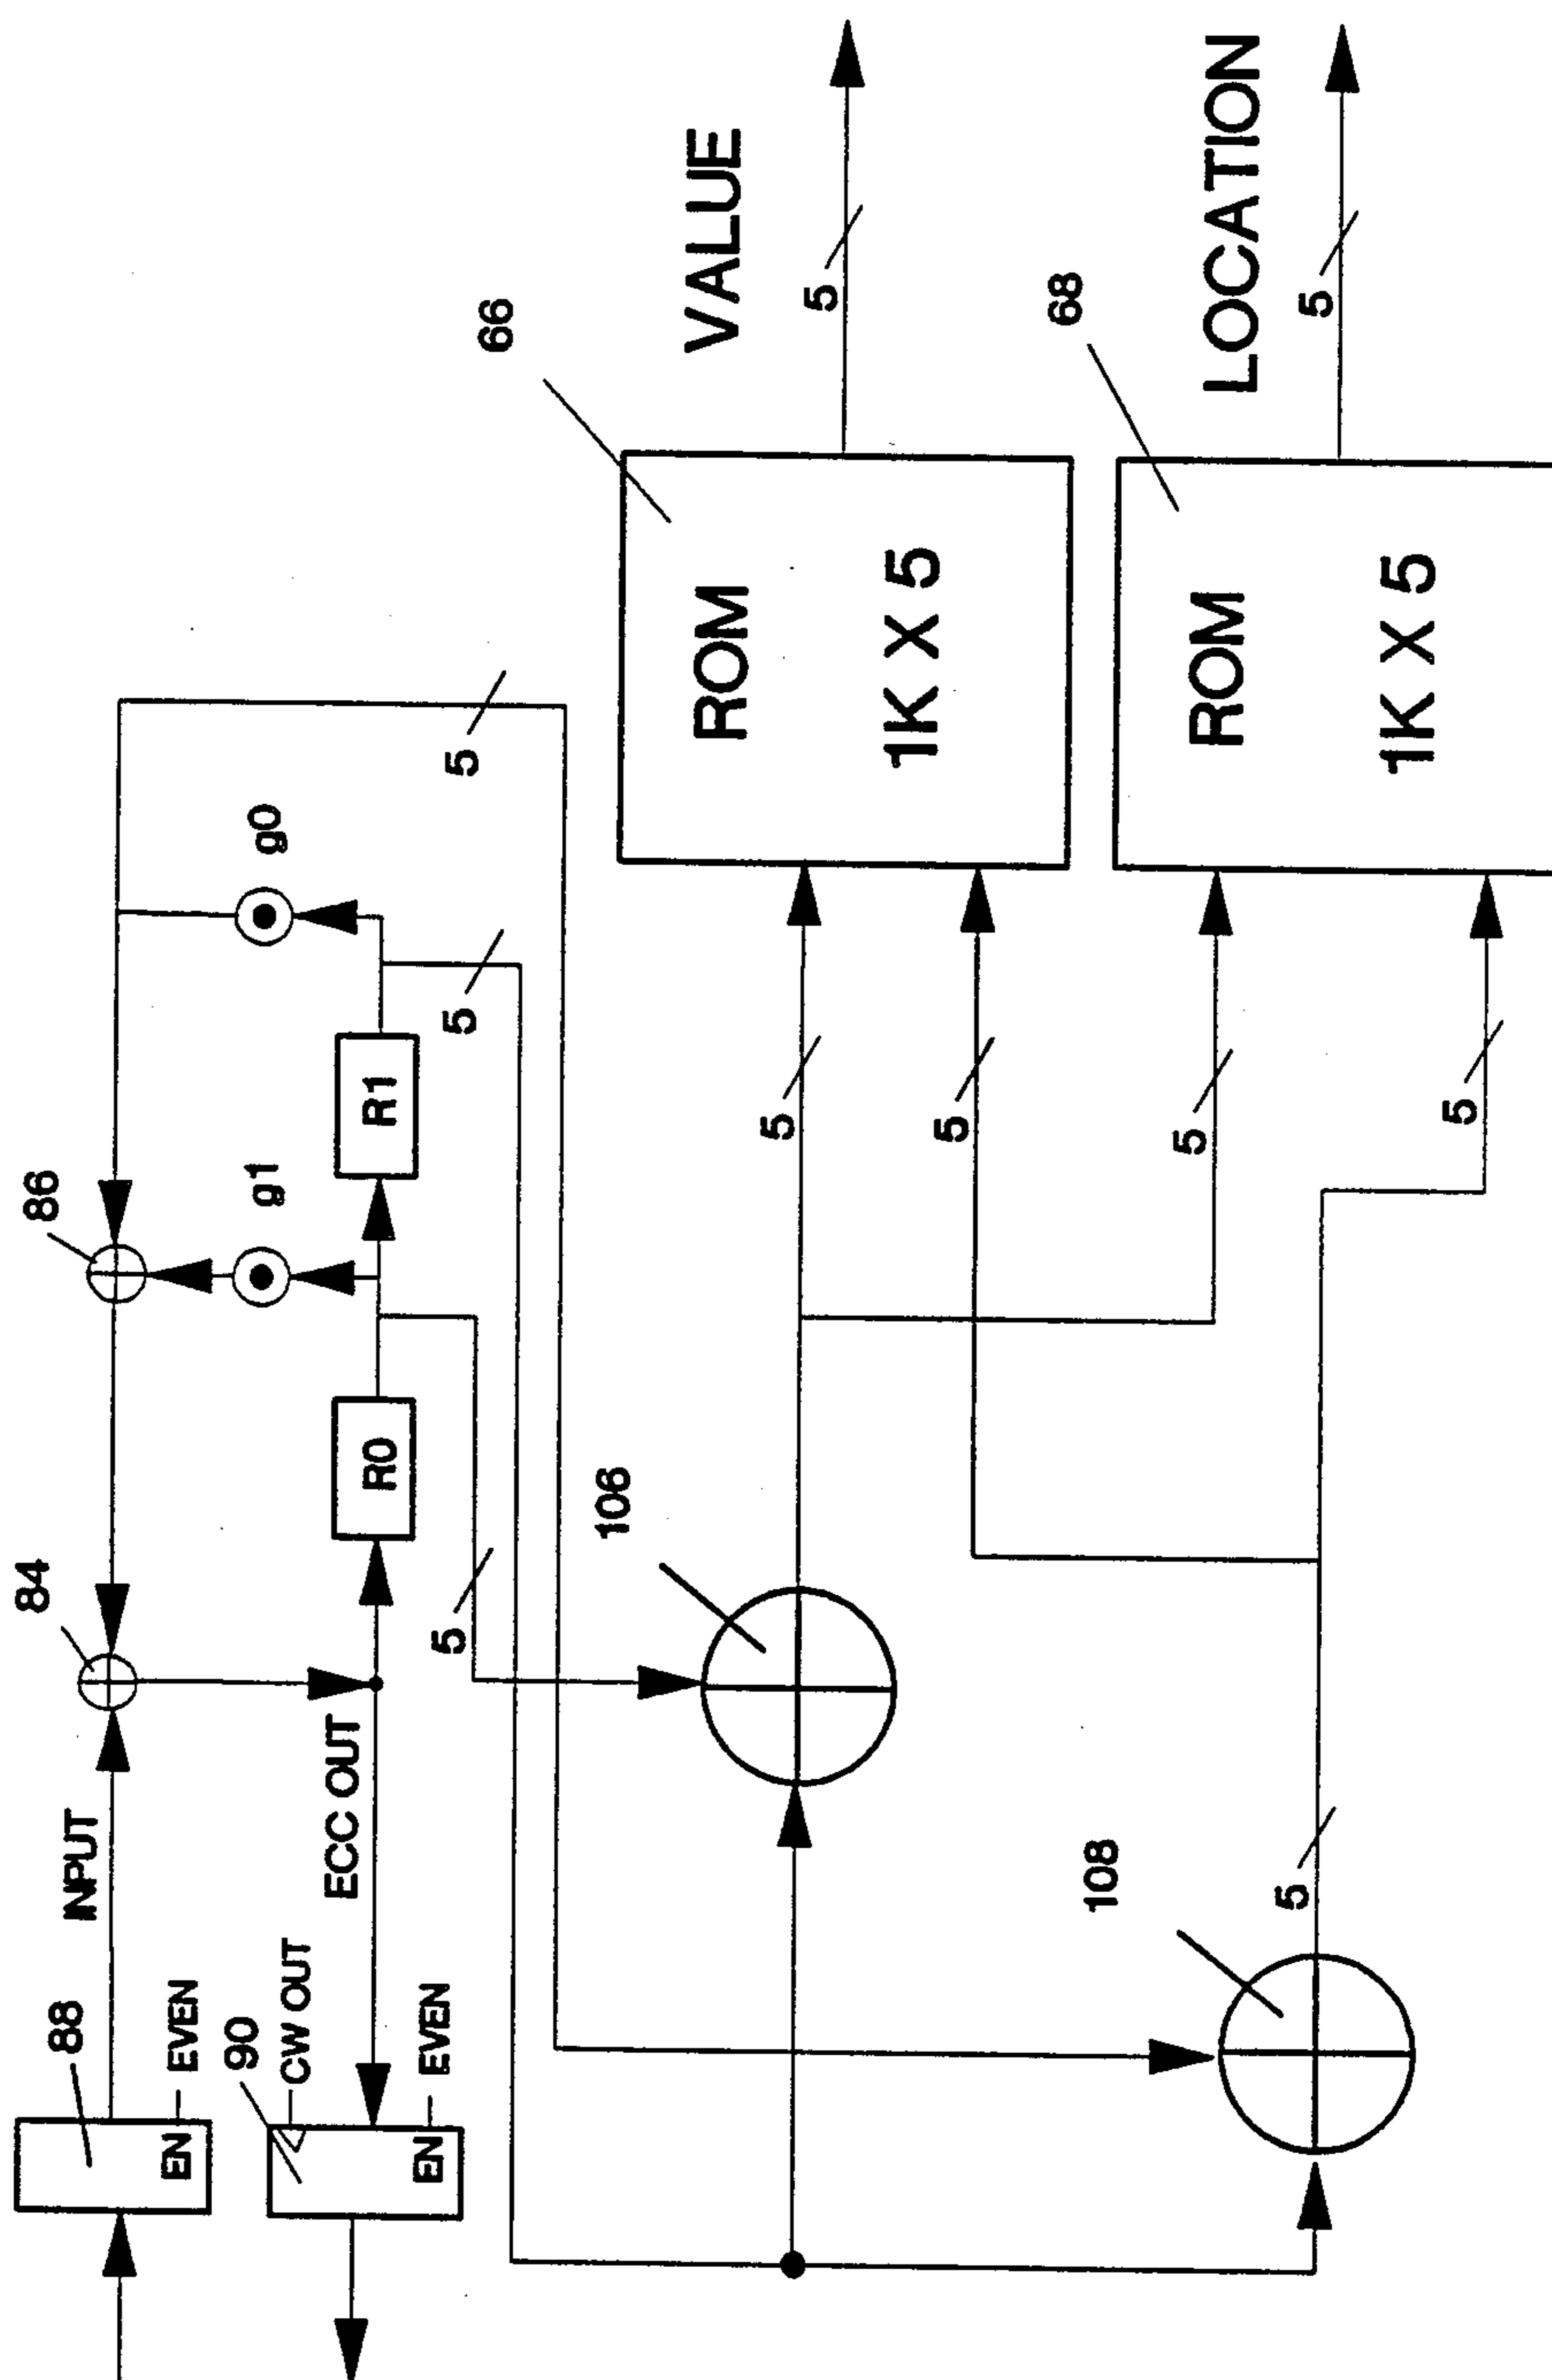 84
86
88
INPUT
EN
EVEN
g1
g0
90
CW OUT
ECC OUT
R0
R1
EN
EVEN
5
5
5
66
106
VALUE
ROM
5
5
1K X 5
5
68
108
5
ROM
LOCATION
5
5
1K X 5
5